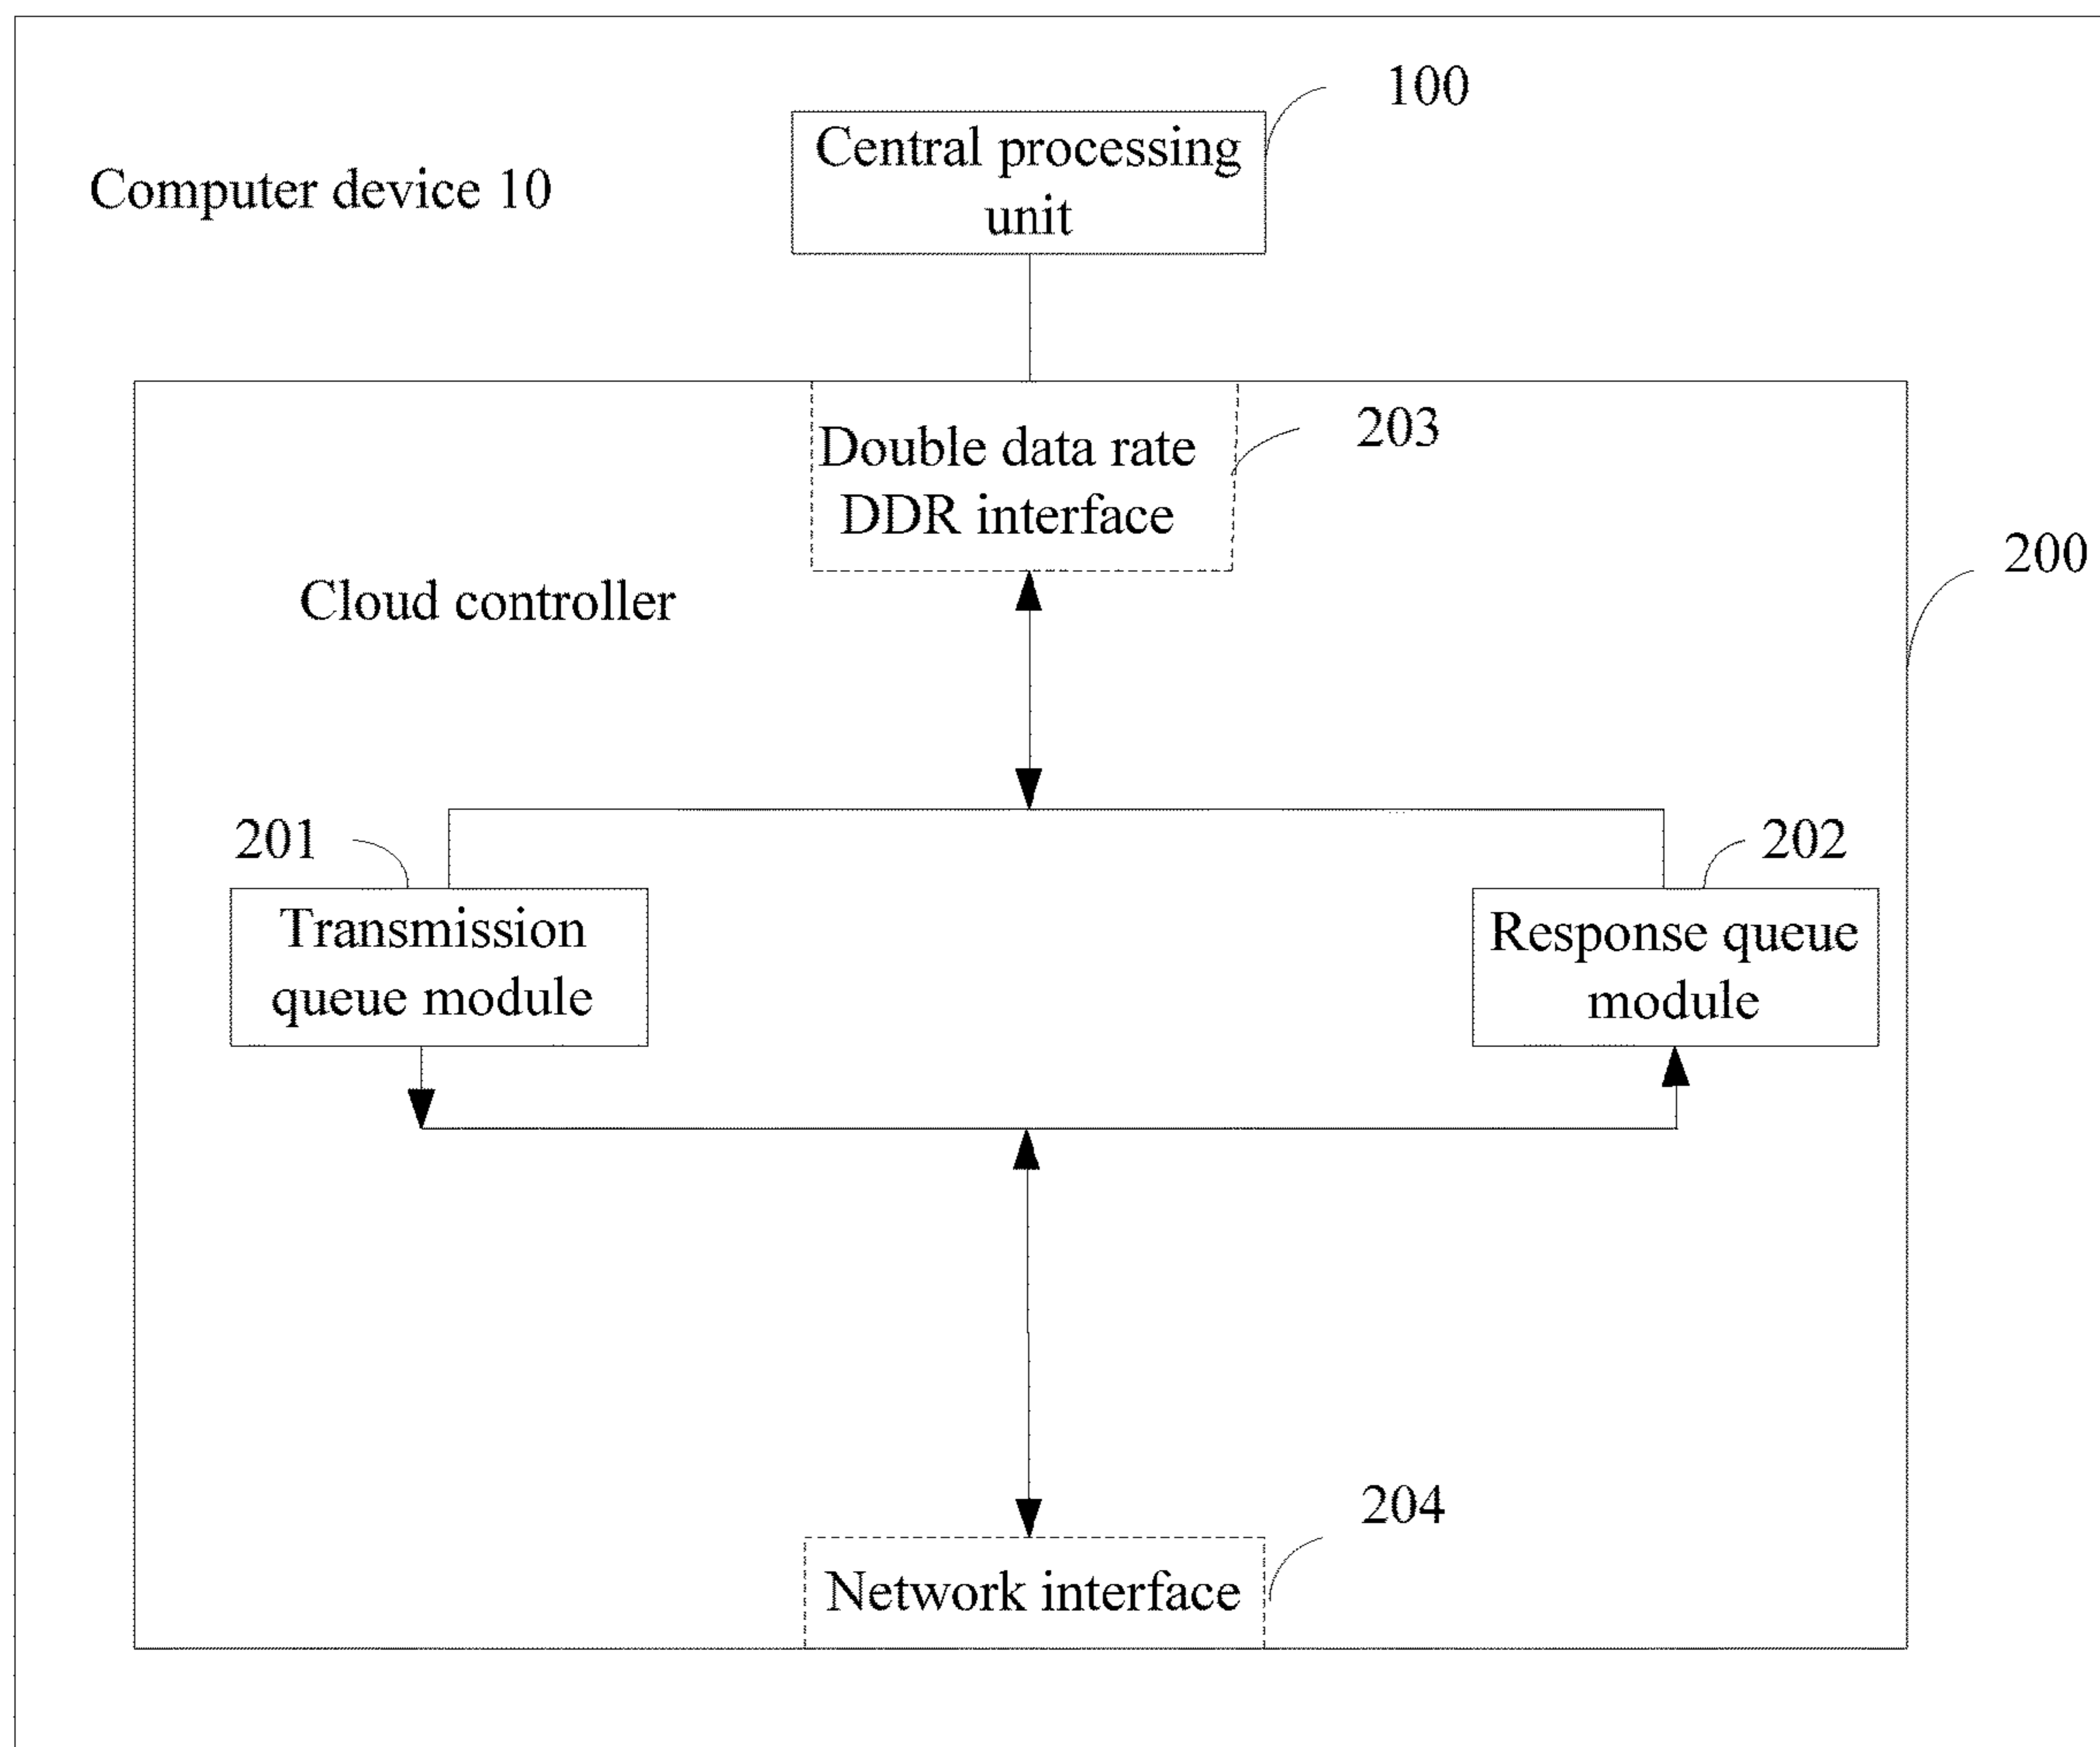 100
Central processing
unit
Computer device 10
203
Double data rate
DDR interface
200
Cloud controller
201
202
Transmission
queue module
Response queue
module
204
Network interface